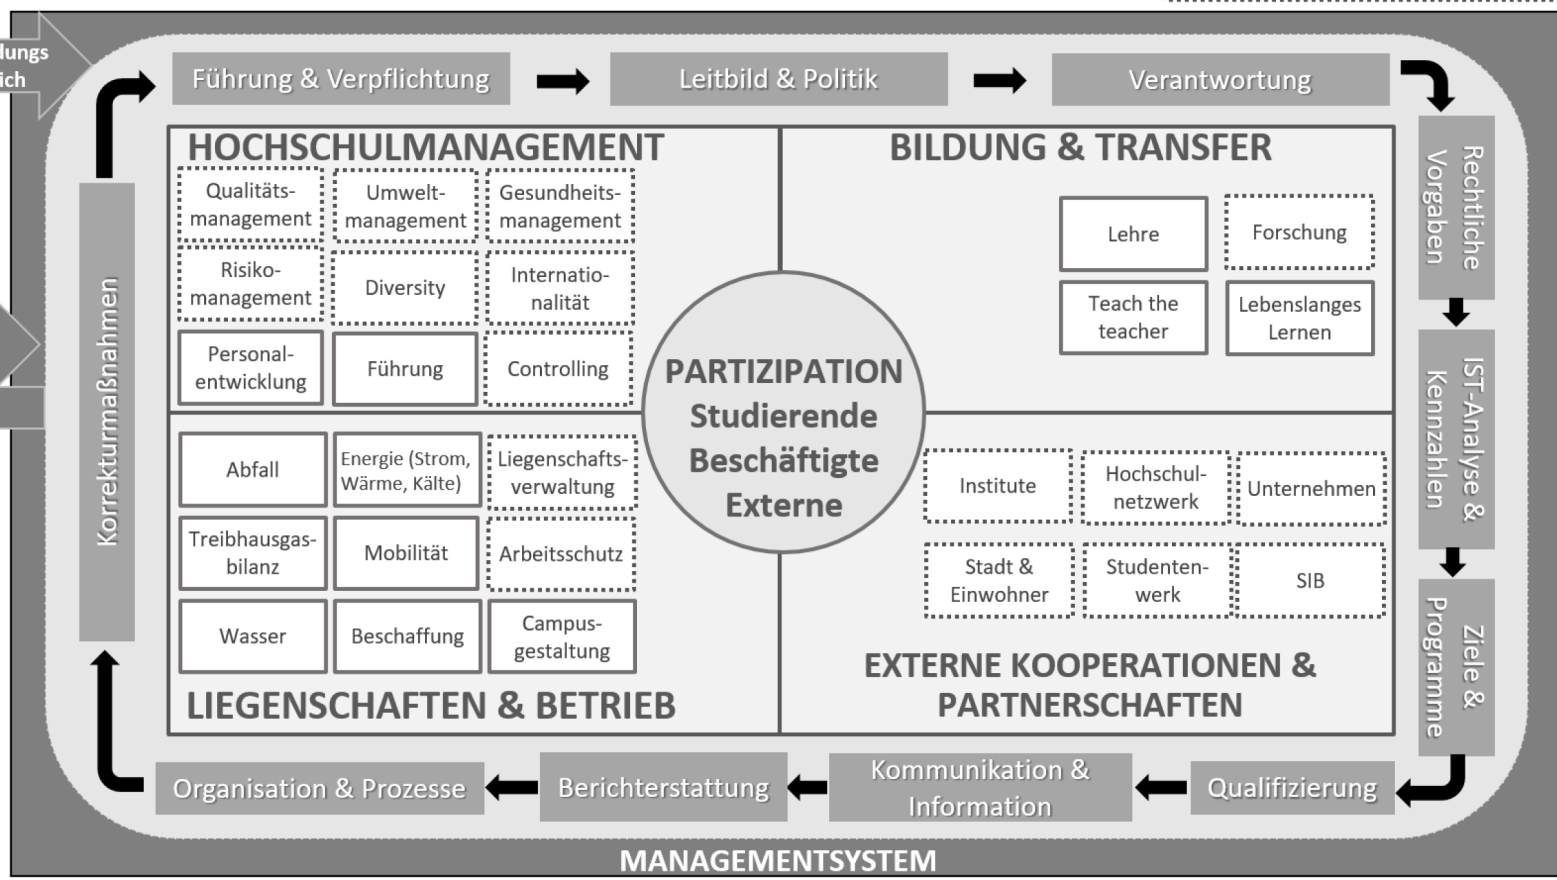 Führung & Verpflichtung
Leitbild & Politik
Verantwortung
Rechtliche
Vorgaben
IST-Analyse &
Kennzahlen
Ziele &
Programme
Qualifizierung
Kommunikation &
Information
Berichterstattung
Organisation & Prozesse
Korrekturmaßnahmen
HOCHSCHULMANAGEMENT
Qualitäts-
management
Umwelt-
management
Gesundheits-
management
Risiko-
management
Diversity
Internatio-
nalität
Personal-
entwicklung
Führung
Controlling
BILDUNG & TRANSFER
Lehre
Forschung
Teach the
teacher
Lebenslanges
Lernen
PARTIZIPATION
Studierende
Beschäftigte
Externe
Abfall
Energie (Strom,
Wärme, Kälte)
Liegenschafts-
verwaltung
Treibhausgas-
bilanz
Mobilität
Arbeitsschutz
Wasser
Beschaffung
Campus-
gestaltung
LIEGENSCHAFTEN & BETRIEB
Institute
Hochschul-
netzwerk
Unternehmen
Stadt &
Einwohner
Studenten-
werk
SIB
EXTERNE KOOPERATIONEN &
PARTNERSCHAFTEN
MANAGEMENTSYSTEM